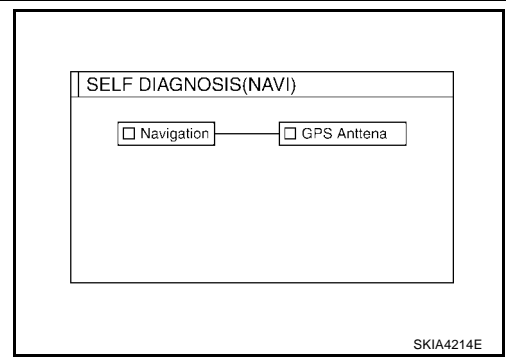 SELF DIAGNOSIS(NAVI)
Navigation
GPS Anttena
SKIA4214E